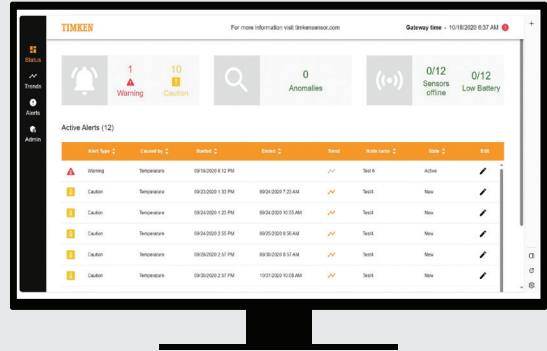 TIMKEN
For more information visit timkensensor.com
Gateway time - 10/18/2020 6:37 AM
Status
Trends
Alerts
Admin
1
Warning
10
Caution
0
Anomalies
0/12
Sensors
offline
0/12
Low Battery
Active Alerts (12)
Alert Type Caused by Started Ended Trend Node name State Edit
Warning Temperature 09/19/2020 8:12 PM Test 6 Active
Caution Temperature 09/23/2020 1:33 PM 09/24/2020 7:23 AM Test4 New
Caution Temperature 09/24/2020 1:23 PM 09/24/2020 10:55 AM Test4 New
Caution Temperature 09/24/2020 2:55 PM 09/25/2020 8:50 AM Test4 New
Caution Temperature 09/29/2020 2:57 PM 09/30/2020 8:57 AM Test4 New
Caution Temperature 09/30/2020 2:57 PM 10/01/2020 10:08 AM Test4 New